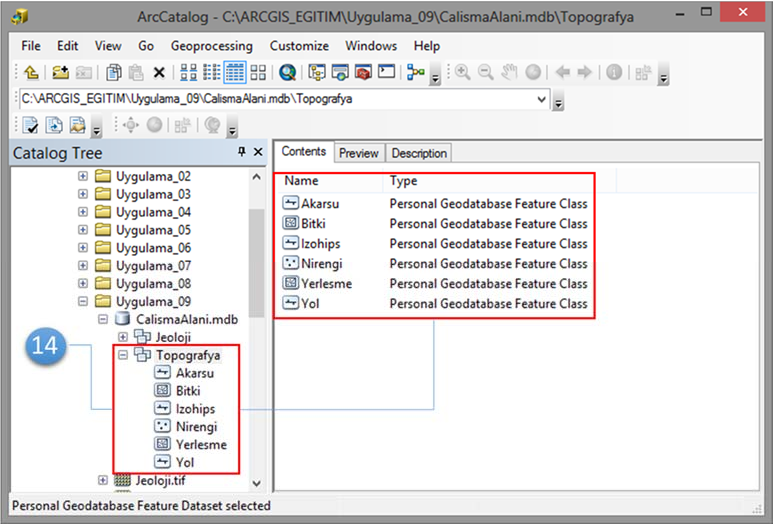 ArcCatalog - C:\ARCGIS_EGITIM\Uygulama_09\CalismaAlani.mdb\Topografya
File Edit View Go Geoprocessing Customize Windows Help
C:\ARCGIS_EGITIM\Uygulama_09\CalismaAlani.mdb\Topografya
Catalog Tree
Uygulama_02
Uygulama_03
Uygulama_04
Uygulama_05
Uygulama_06
Uygulama_07
Uygulama_08
Uygulama_09
CalismaAlani.mdb
Jeoloji
14
Topografya
Akarsu
Bitki
Izohips
Nirengi
Yerlesme
Yol
Jeoloji.tif
Contents Preview Description
Name Type
Akarsu Personal Geodatabase Feature Class
Bitki Personal Geodatabase Feature Class
Izohips Personal Geodatabase Feature Class
Nirengi Personal Geodatabase Feature Class
Yerlesme Personal Geodatabase Feature Class
Yol Personal Geodatabase Feature Class
Personal Geodatabase Feature Dataset selected